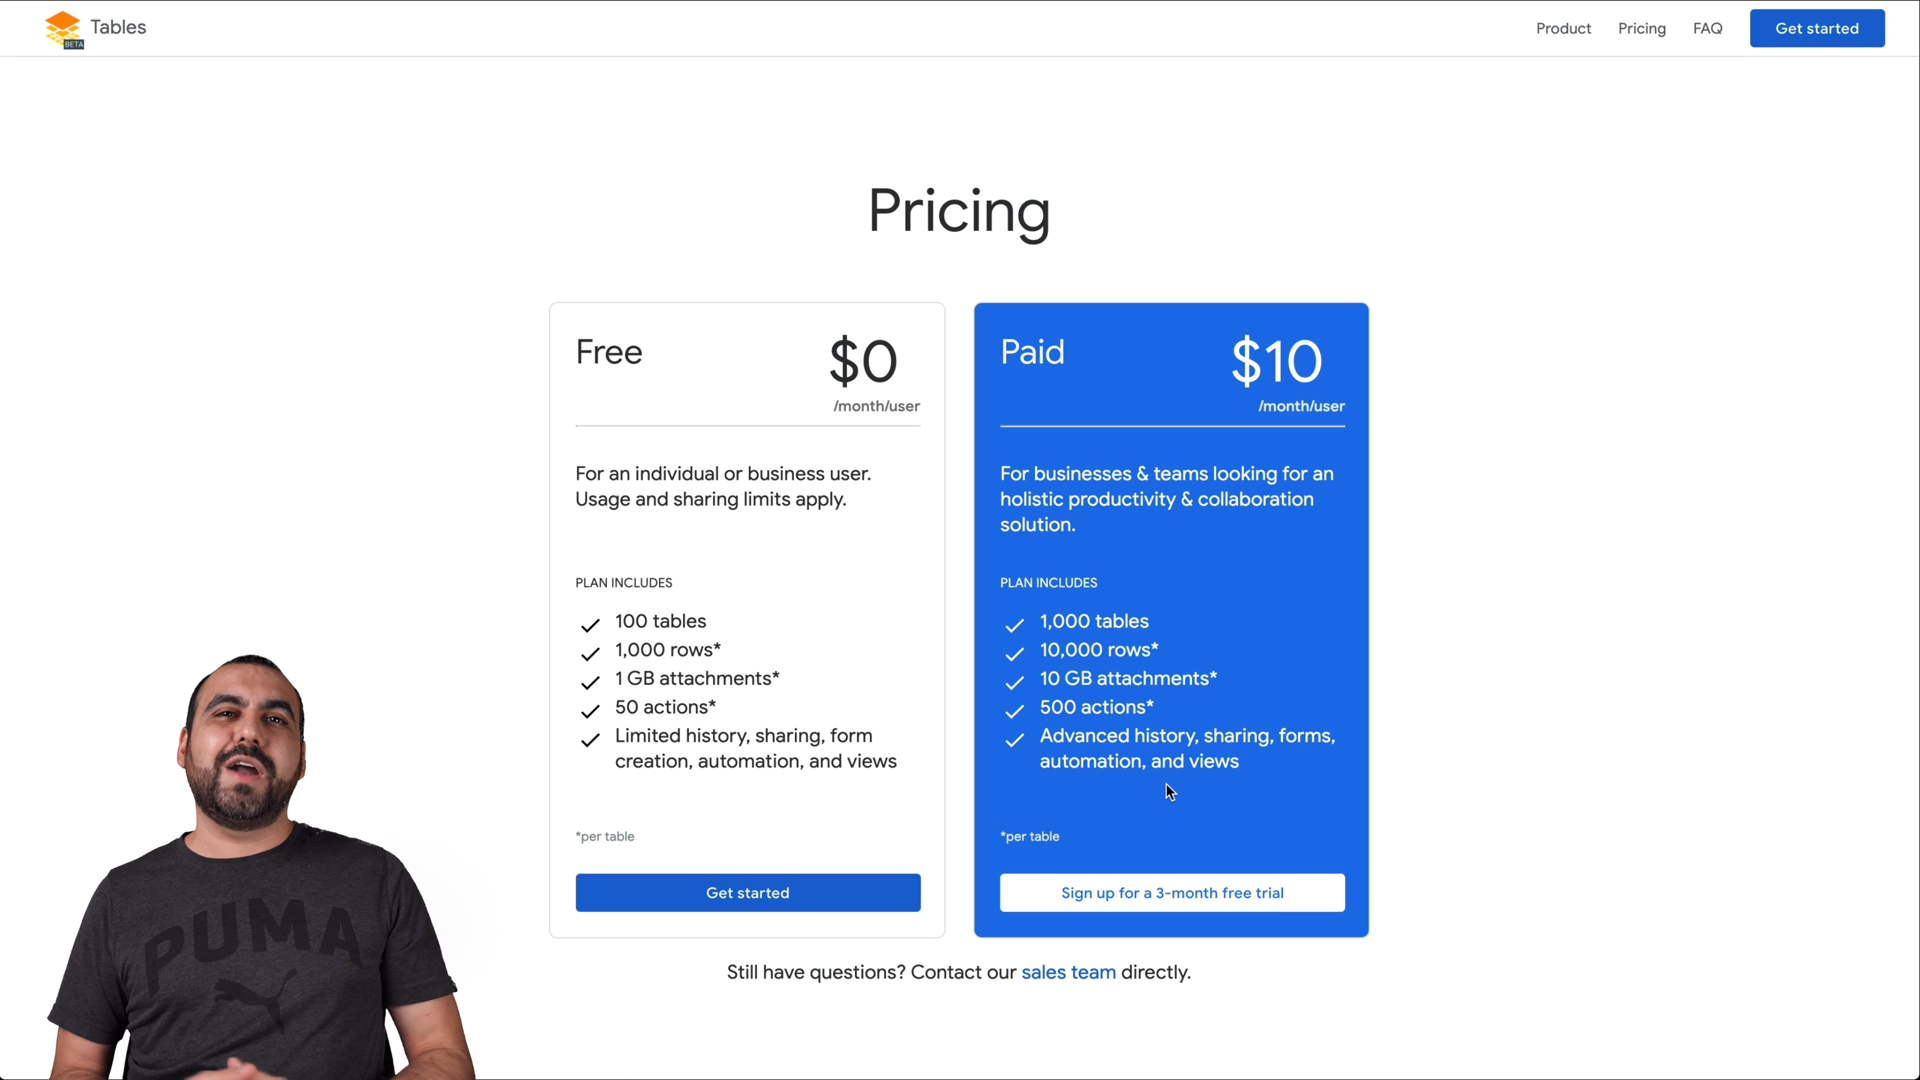 BETA
Tables
Product
Pricing
FAQ
Get started
Pricing
Free
$0
/month/user
For an individual or business user.
Usage and sharing limits apply.
PLAN INCLUDES
100 tables
1,000 rows*
1 GB attachments*
50 actions*
Limited history, sharing, form
creation, automation, and views
*per table
Get started
Paid
$10
/month/user
For businesses & teams looking for an
holistic productivity & collaboration
solution.
PLAN INCLUDES
1,000 tables
10,000 rows*
10 GB attachments*
500 actions*
Advanced history, sharing, forms,
automation, and views
*per table
Sign up for a 3-month free trial
Still have questions? Contact our sales team directly.
PUMA